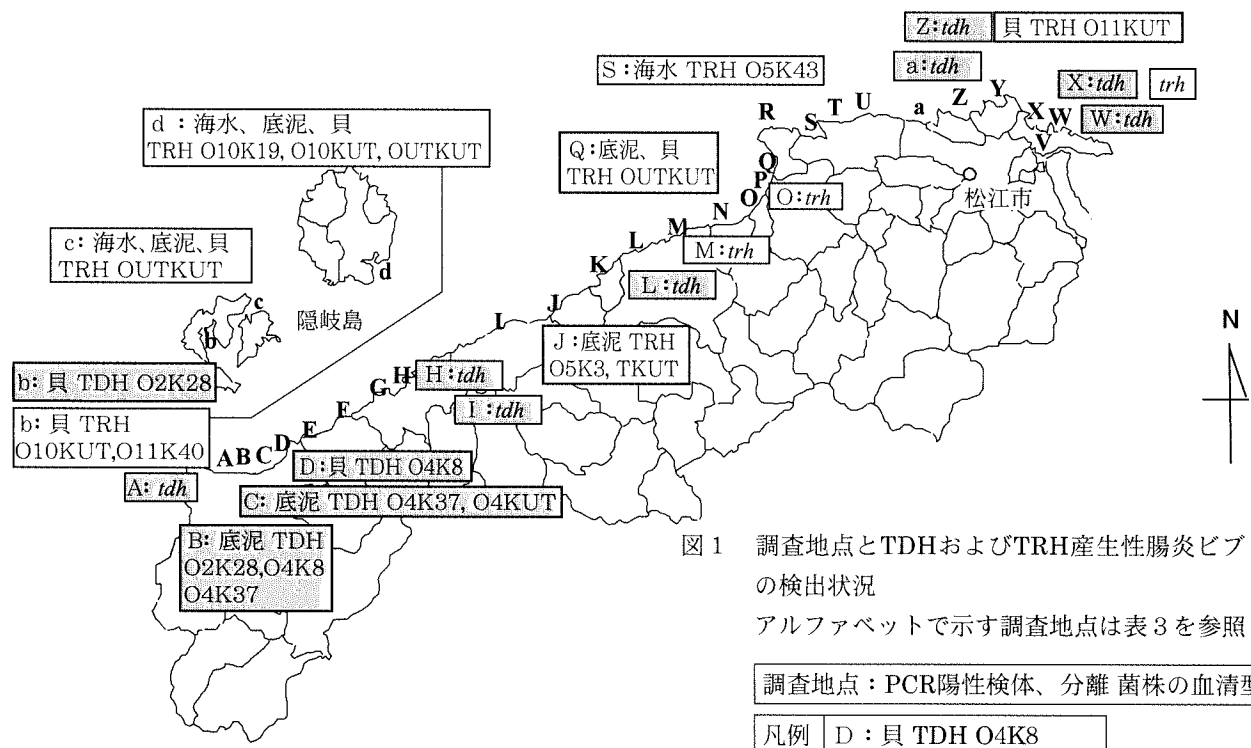 Z:tdh 貝 TRH O11KUT
a:tdh
S:海水 TRH O5K43
X:tdh trh
W:tdh
d:海水、底泥、貝
TRH O10K19, O10KUT, OUTKUT
Q:底泥、貝
TRH OUTKUT
R
S
T
U
a
Z
Y
X
W
V
Q
P
O
O:trh
松江市
N
M
M:trh
L
L:tdh
K
c:海水、底泥、貝
TRH OUTKUT
d
c
隠岐島
b
J
I
J:底泥 TRH
O5K3, TKUT
b:貝 TDH O2K28
b:貝 TRH
O10KUT,O11K40
H
H:tdh
G
I:tdh
F
E
D
A B C
D:貝 TDH O4K8
A:tdh
C:底泥 TDH O4K37, O4KUT
B:底泥 TDH
O2K28,O4K8
O4K37
N
図1 調査地点とTDHおよびTRH産生性腸炎ビブ
の検出状況
アルファベットで示す調査地点は表3を参照
調査地点:PCR陽性検体、分離 菌株の血清型
凡例 D:貝 TDH O4K8